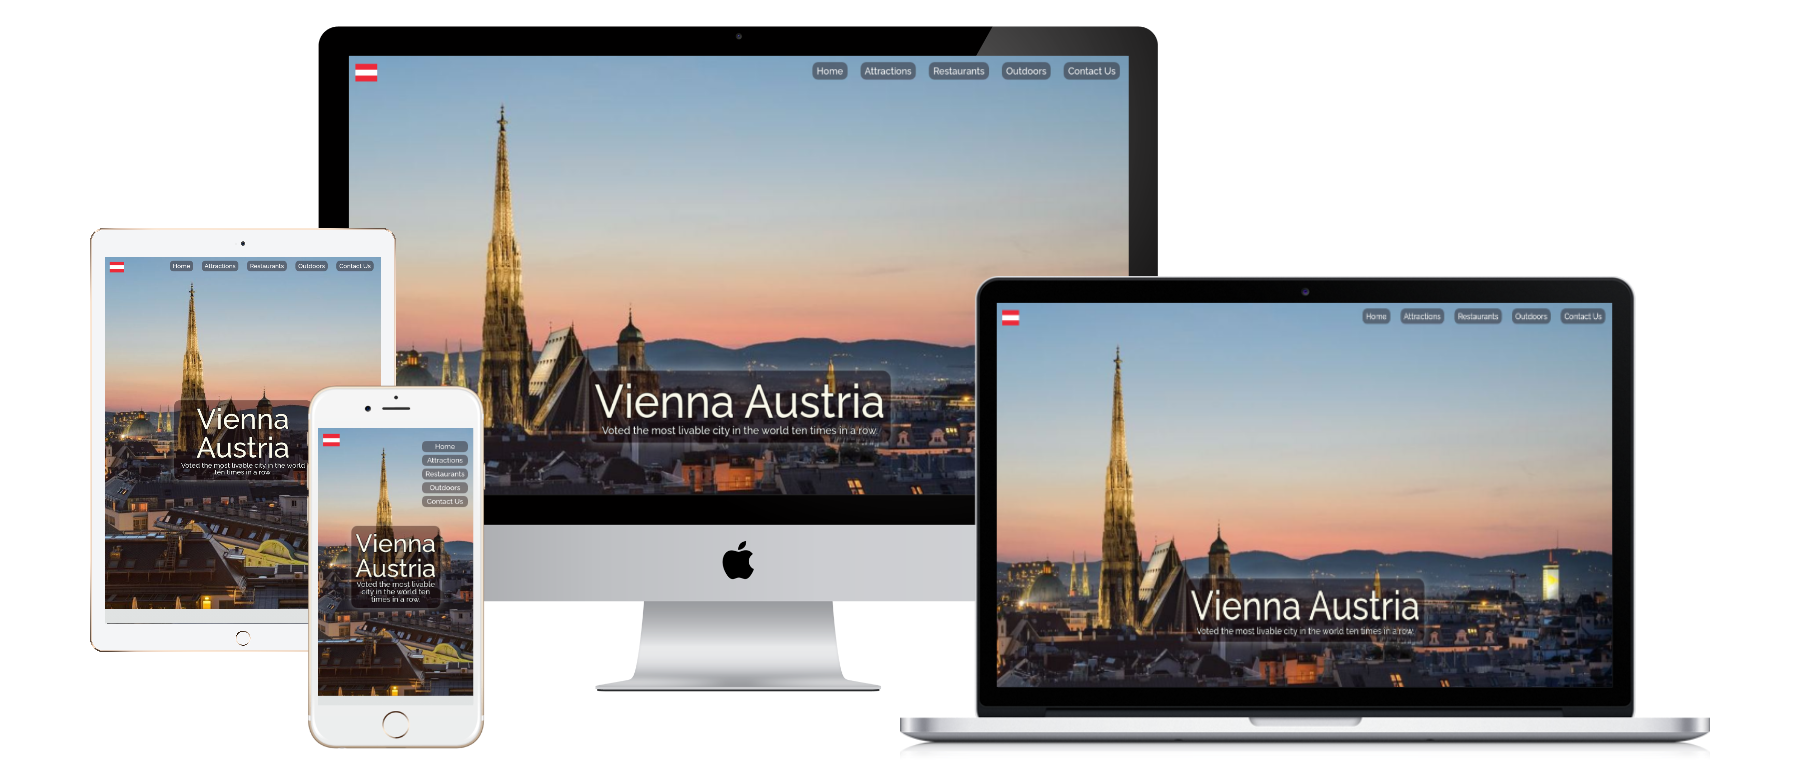 Home Attractions Restaurants Outdoors Contact Us
Vienna Austria
Voted the most livable city in the world ten times in a row.
Home Attractions Restaurants Outdoors Contact Us
Vienna
Austria
Voted the most livable city in the world
ten times in a row.
Home
Attractions
Restaurants
Outdoors
Contact Us
Vienna
Austria
Voted the most livable
city in the world ten
times in a row.
Home Attractions Restaurants Outdoors Contact Us
Vienna Austria
Voted the most livable city in the world ten times in a row.